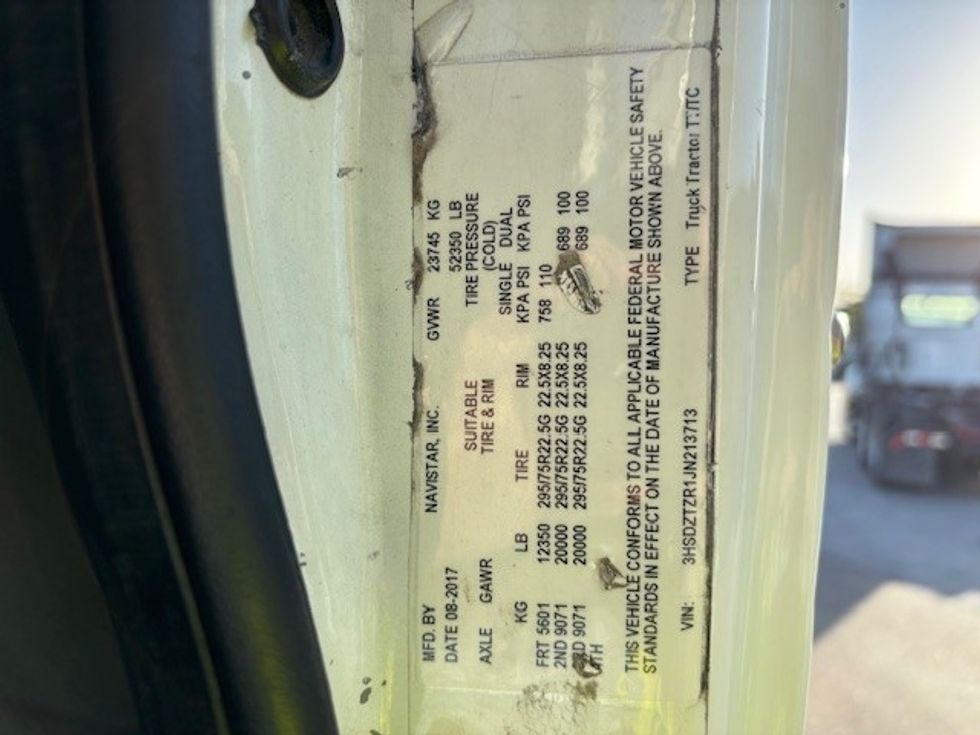 MFD. BY NAVISTAR, INC. GVWR 23745 KG
DATE 08-2017 52350 LB
AXLE GAWR SUITABLE TIRE & RIM TIRE PRESSURE (COLD)
SINGLE DUAL
KG LB TIRE RIM KPA PSI KPA PSI
FRT 5601 12350 295/75R22.5G 22.5X8.25 758 110
2ND 9071 20000 295/75R22.5G 22.5X8.25 689 100
9071 20000 295/75R22.5G 22.5X8.25 689 100
THIS VEHICLE CONFORMS TO ALL APPLICABLE FEDERAL MOTOR VEHICLE SAFETY
STANDARDS IN EFFECT ON THE DATE OF MANUFACTURE SHOWN ABOVE.
VIN: 3HSDZTZR1JN213713 TYPE Truck Tractor